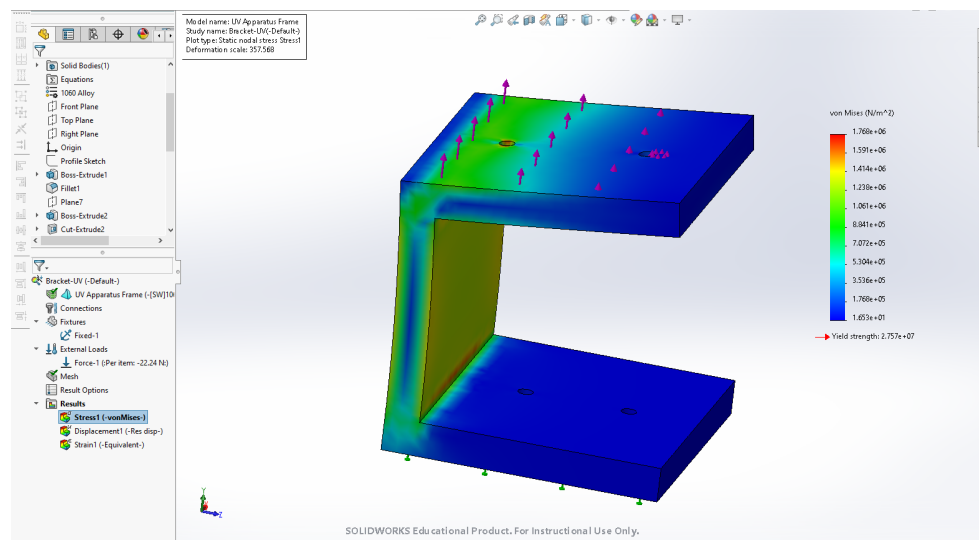 Model name: UV Apparatus Frame
Study name: Bracket-UV(-Default-)
Plot type: Static nodal stress Stress1
Deformation scale: 357.568
Solid Bodies(1)
Equations
1060 Alloy
Front Plane
Top Plane
Right Plane
Origin
Profile Sketch
Boss-Extrude1
Fillet1
Plane7
Boss-Extrude2
Cut-Extrude2
Bracket-UV (-Default-)
UV Apparatus Frame (-[SW]106
Connections
Fixtures
Fixed-1
External Loads
Force-1 (:Per item: -22.24 N:)
Mesh
Result Options
Results
Stress1 (-vonMises-)
Displacement1 (-Res disp-)
Strain1 (-Equivalent-)
von Mises (N/m^2)
1.768e+06
1.591e+06
1.414e+06
1.238e+06
1.061e+06
8.841e+05
7.072e+05
5.304e+05
3.536e+05
1.768e+05
1.653e+01
Yield strength: 2.757e+07
Y
Z
SOLIDWORKS Educational Product. For Instructional Use Only.